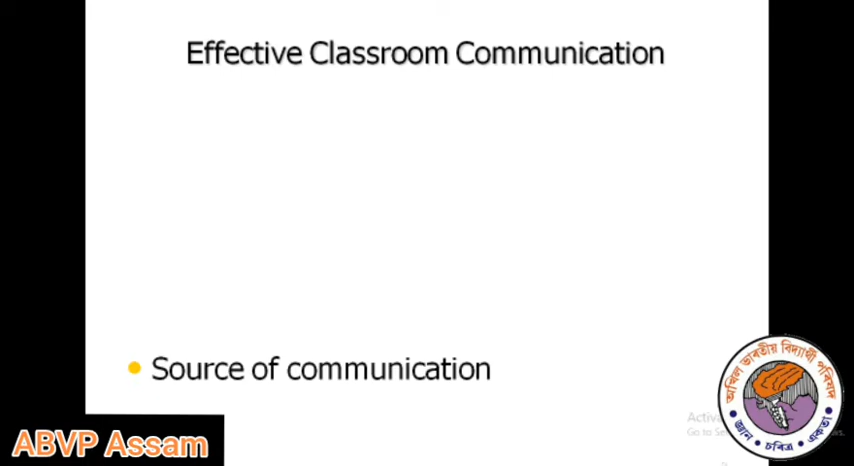 Effective Classroom Communication
Source of communication
ABVP Assam
অখিল ভাৰতীয় বিদ্যাৰ্থী পৰিষদ
জ্ঞান • চৰিত্ৰ • একতা